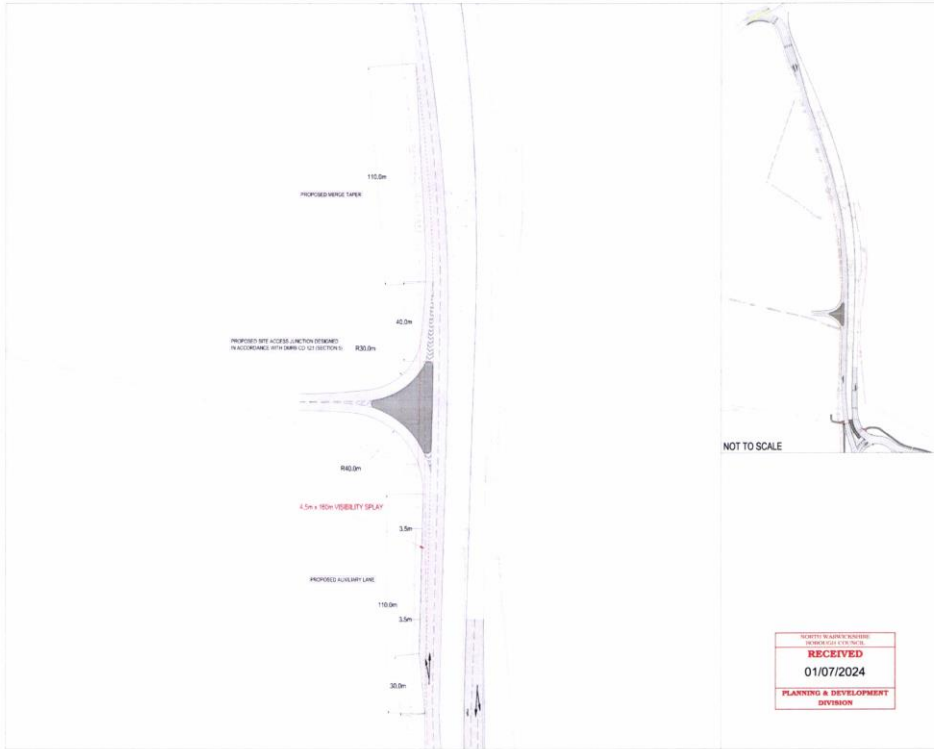 110.0m
PROPOSED MERGE TAPER
40.0m
PROPOSED SITE ACCESS JUNCTION DESIGNED
IN ACCORDANCE WITH DMRB CD 123 (SECTION 5)
R30.0m
R40.0m
4.5m x 160m VISIBILITY SPLAY
3.5m
PROPOSED AUXILIARY LANE
110.0m
3.5m
30.0m
NOT TO SCALE
NORTH WARWICKSHIRE
BOROUGH COUNCIL
RECEIVED
01/07/2024
PLANNING & DEVELOPMENT
DIVISION